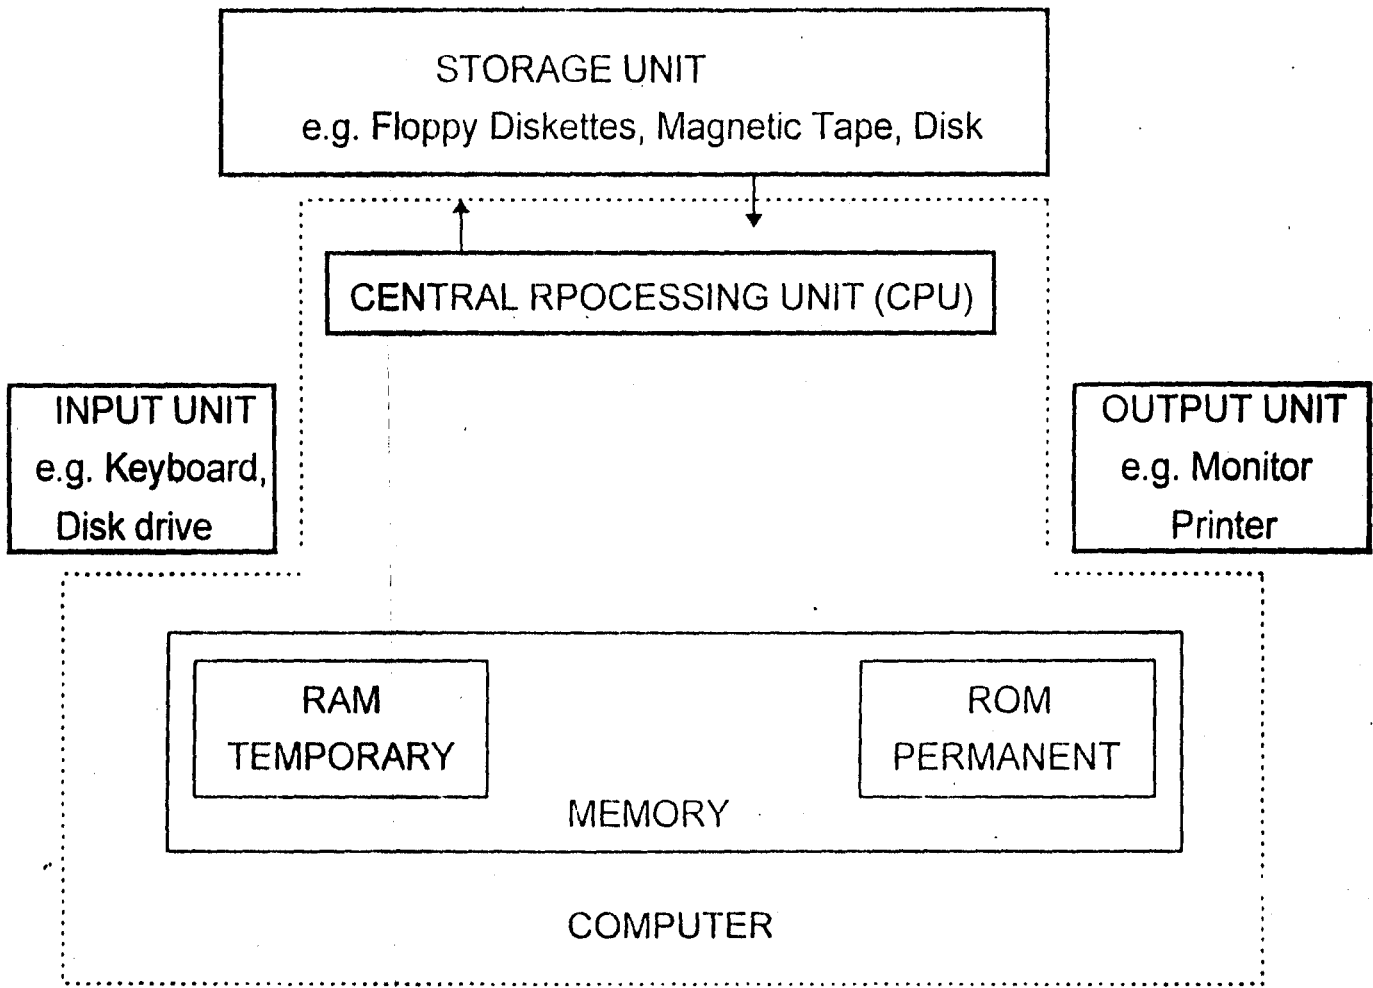 STORAGE UNIT
e.g. Floppy Diskettes, Magnetic Tape, Disk
CENTRAL RPOCESSING UNIT (CPU)
INPUT UNIT
e.g. Keyboard,
Disk drive
OUTPUT UNIT
e.g. Monitor
Printer
RAM
TEMPORARY
ROM
PERMANENT
MEMORY
COMPUTER